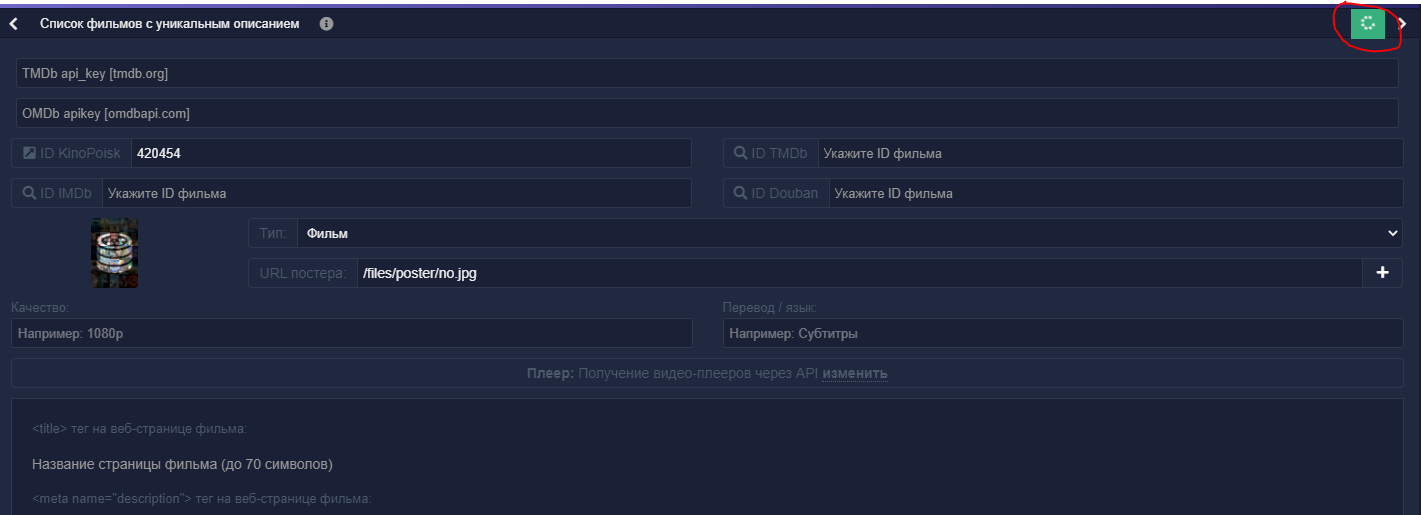 Список фильмов с уникальным описанием
TMDb api_key [tmdb.org]
OMDb apikey [omdbapi.com]
ID KinoPoisk 420454
ID TMDb Укажите ID фильма
ID IMDb Укажите ID фильма
ID Douban Укажите ID фильма
Тип: Фильм
URL постера: /files/poster/no.jpg
Качество:
Например: 1080p
Перевод / язык:
Например: Субтитры
Плеер: Получение видео-плееров через API изменить
<title> тег на веб-странице фильма:
Название страницы фильма (до 70 символов)
<meta name="description"> тег на веб-странице фильма: